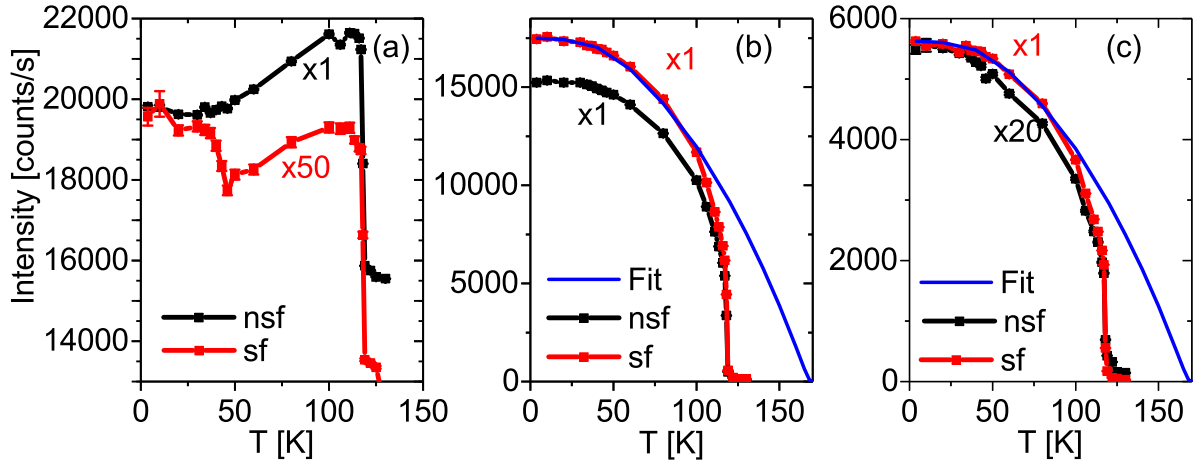 Intensity [counts/s]
22000
20000
18000
16000
14000
0
50
100
150
T [K]
(a)
x1
x50
nsf
sf
15000
10000
5000
0
0
50
100
150
T [K]
(b)
x1
x1
Fit
nsf
sf
6000
4000
2000
0
0
50
100
150
T [K]
(c)
x1
x20
Fit
nsf
sf